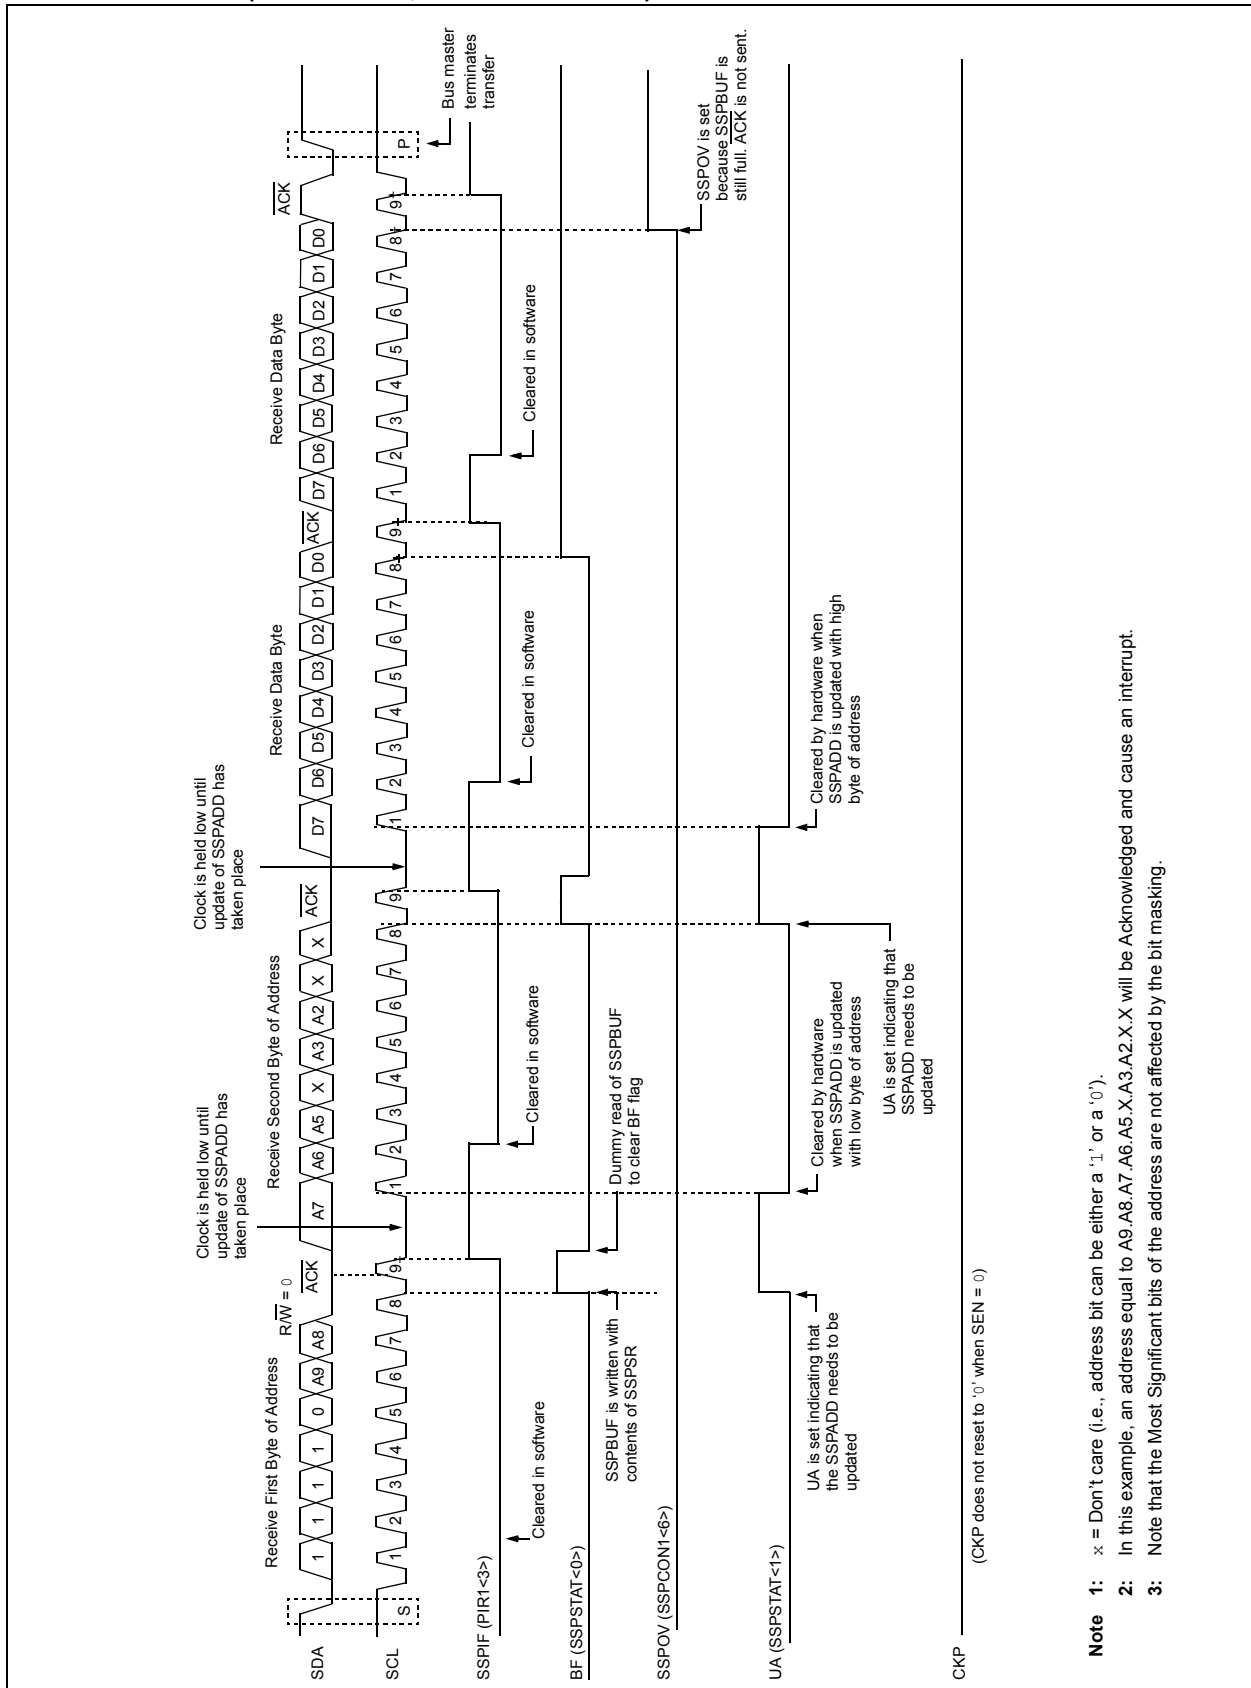 Receive First Byte of Address
R/W = 0
ACK
Clock is held low until
update of SSPADD has
taken place
Receive Second Byte of Address
ACK
Clock is held low until
update of SSPADD has
taken place
Receive Data Byte
ACK
Receive Data Byte
ACK
SDA
1 1 1 1 0 A9 A8 A7 A6 A5 X A3 A2 X X D7 D6 D5 D4 D3 D2 D1 D0 D7 D6 D5 D4 D3 D2 D1 D0
SCL
S 1 2 3 4 5 6 7 8 9 1 2 3 4 5 6 7 8 9 1 2 3 4 5 6 7 8 9 1 2 3 4 5 6 7 8 9 P
Bus master
terminates
transfer
SSPIF (PIR1<3>)
Cleared in software
Cleared in software
Cleared in software
Cleared in software
BF (SSPSTAT<0>)
SSPBUF is written with
contents of SSPSR
Dummy read of SSPBUF
to clear BF flag
SSPOV (SSPCON1<6>)
SSPOV is set
because SSPBUF is
still full. ACK is not sent.
UA (SSPSTAT<1>)
UA is set indicating that
the SSPADD needs to be
updated
Cleared by hardware
when SSPADD is updated
with low byte of address
UA is set indicating that
SSPADD needs to be
updated
Cleared by hardware when
SSPADD is updated with high
byte of address
CKP
(CKP does not reset to ‘0’ when SEN = 0)
Note 1: x = Don’t care (i.e., address bit can be either a ‘1’ or a ‘0’).
2: In this example, an address equal to A9.A8.A7.A6.A5.X.A3.A2.X.X will be Acknowledged and cause an interrupt.
3: Note that the Most Significant bits of the address are not affected by the bit masking.